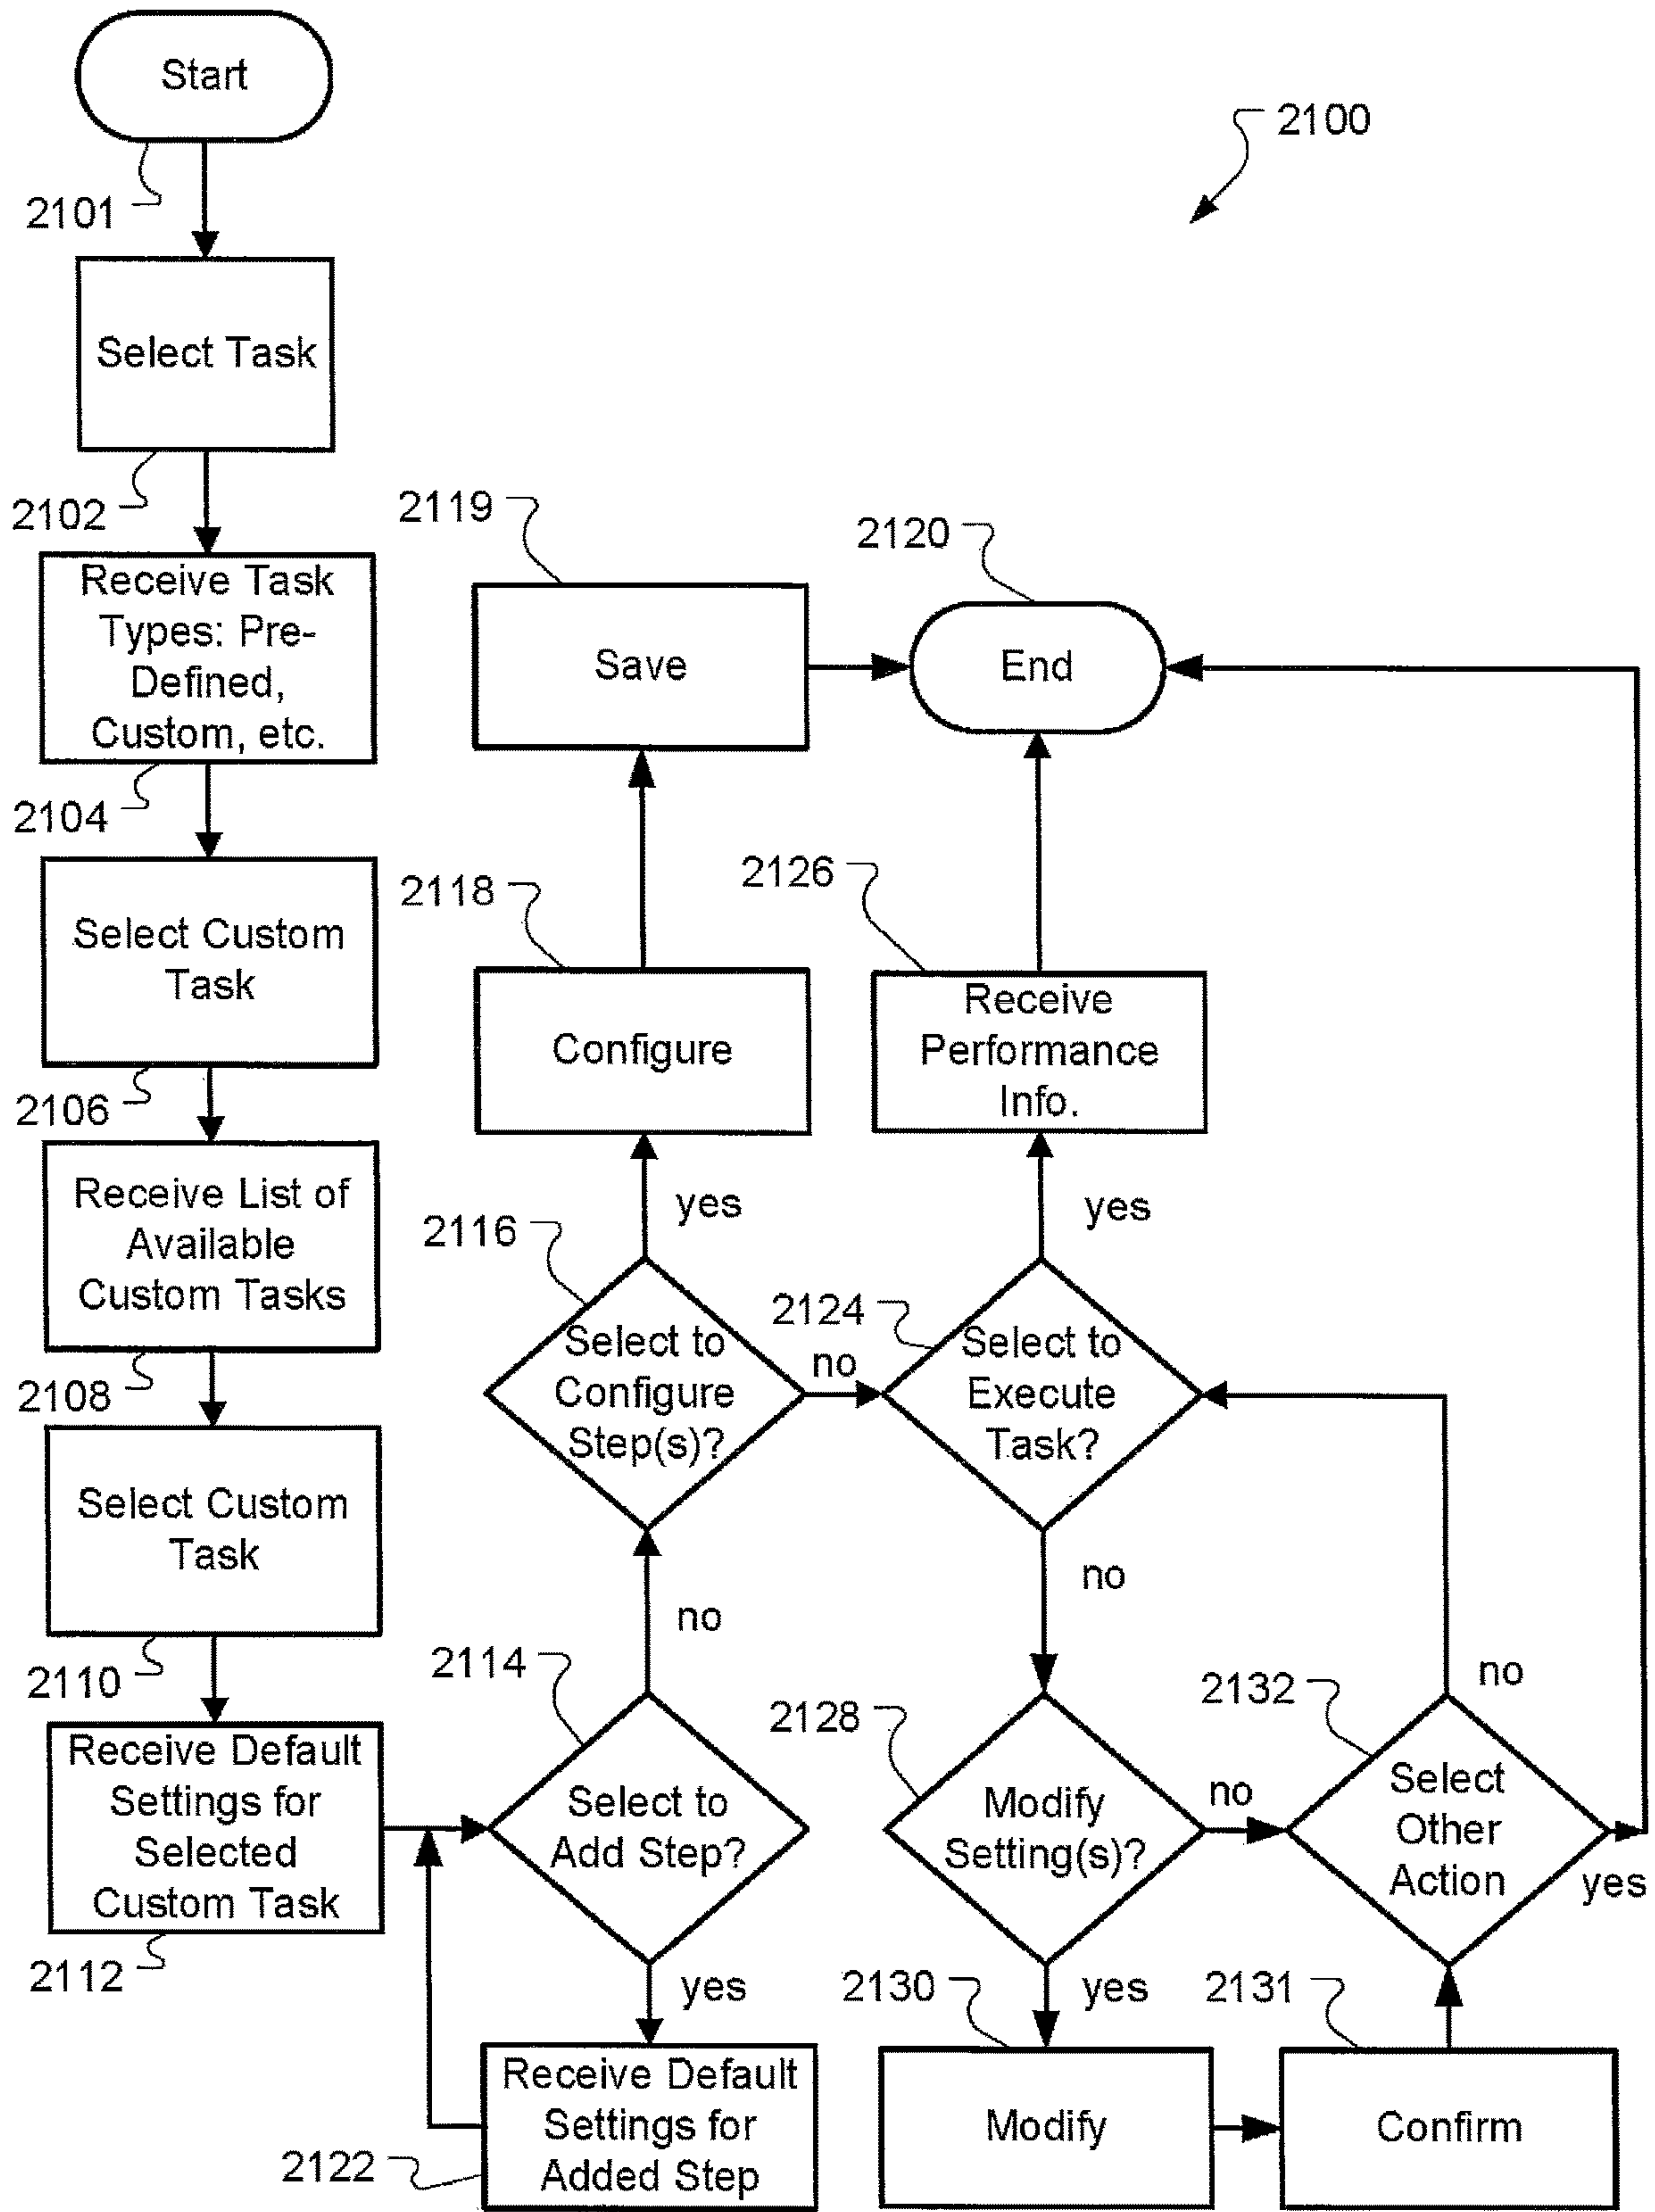 Start
2100
2101
Select Task
2102
Receive Task
Types: Pre-
Defined,
Custom, etc.
2104
Select Custom
Task
2106
Receive List of
Available
Custom Tasks
2108
Select Custom
Task
2110
Receive Default
Settings for
Selected
Custom Task
2112
2119
Save
2120
End
2118
Configure
2126
Receive
Performance
Info.
yes
yes
2116
Select to
Configure
Step(s)?
no
2124
Select to
Execute
Task?
no
no
2114
Select to
Add Step?
yes
2122
Receive Default
Settings for
Added Step
2128
Modify
Setting(s)?
no
yes
2132
no
Select
Other
Action
yes
2130
Modify
2131
Confirm